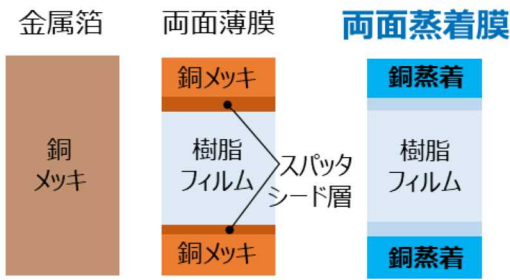 金属箔
両面薄膜
両面蒸着膜
銅
メッキ
銅メッキ
樹脂
フィルム
銅メッキ
スパッタ
シード層
銅蒸着
樹脂
フィルム
銅蒸着